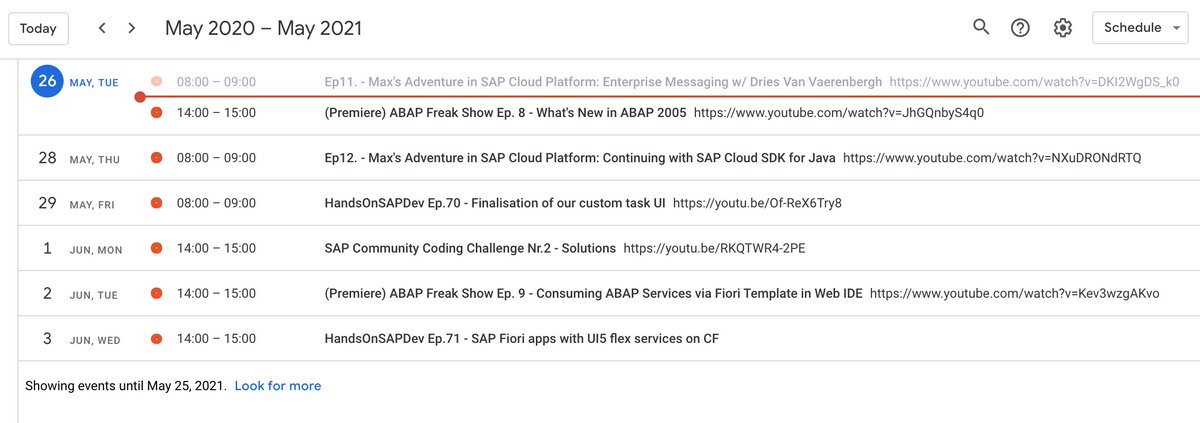 Today May 2020 – May 2021 Schedule
26 MAY, TUE 08:00 – 09:00 Ep11. - Max's Adventure in SAP Cloud Platform: Enterprise Messaging w/ Dries Van Vaerenbergh https://www.youtube.com/watch?v=DKI2WgDS_k0
14:00 – 15:00 (Premiere) ABAP Freak Show Ep. 8 - What's New in ABAP 2005 https://www.youtube.com/watch?v=JhGQnbyS4q0
28 MAY, THU 08:00 – 09:00 Ep12. - Max's Adventure in SAP Cloud Platform: Continuing with SAP Cloud SDK for Java https://www.youtube.com/watch?v=NXuDRONdRTQ
29 MAY, FRI 08:00 – 09:00 HandsOnSAPDev Ep.70 - Finalisation of our custom task UI https://youtu.be/Of-ReX6Try8
1 JUN, MON 14:00 – 15:00 SAP Community Coding Challenge Nr.2 - Solutions https://youtu.be/RKQTWR4-2PE
2 JUN, TUE 14:00 – 15:00 (Premiere) ABAP Freak Show Ep. 9 - Consuming ABAP Services via Fiori Template in Web IDE https://www.youtube.com/watch?v=Kev3wzgAKvo
3 JUN, WED 14:00 – 15:00 HandsOnSAPDev Ep.71 - SAP Fiori apps with UI5 flex services on CF
Showing events until May 25, 2021. Look for more